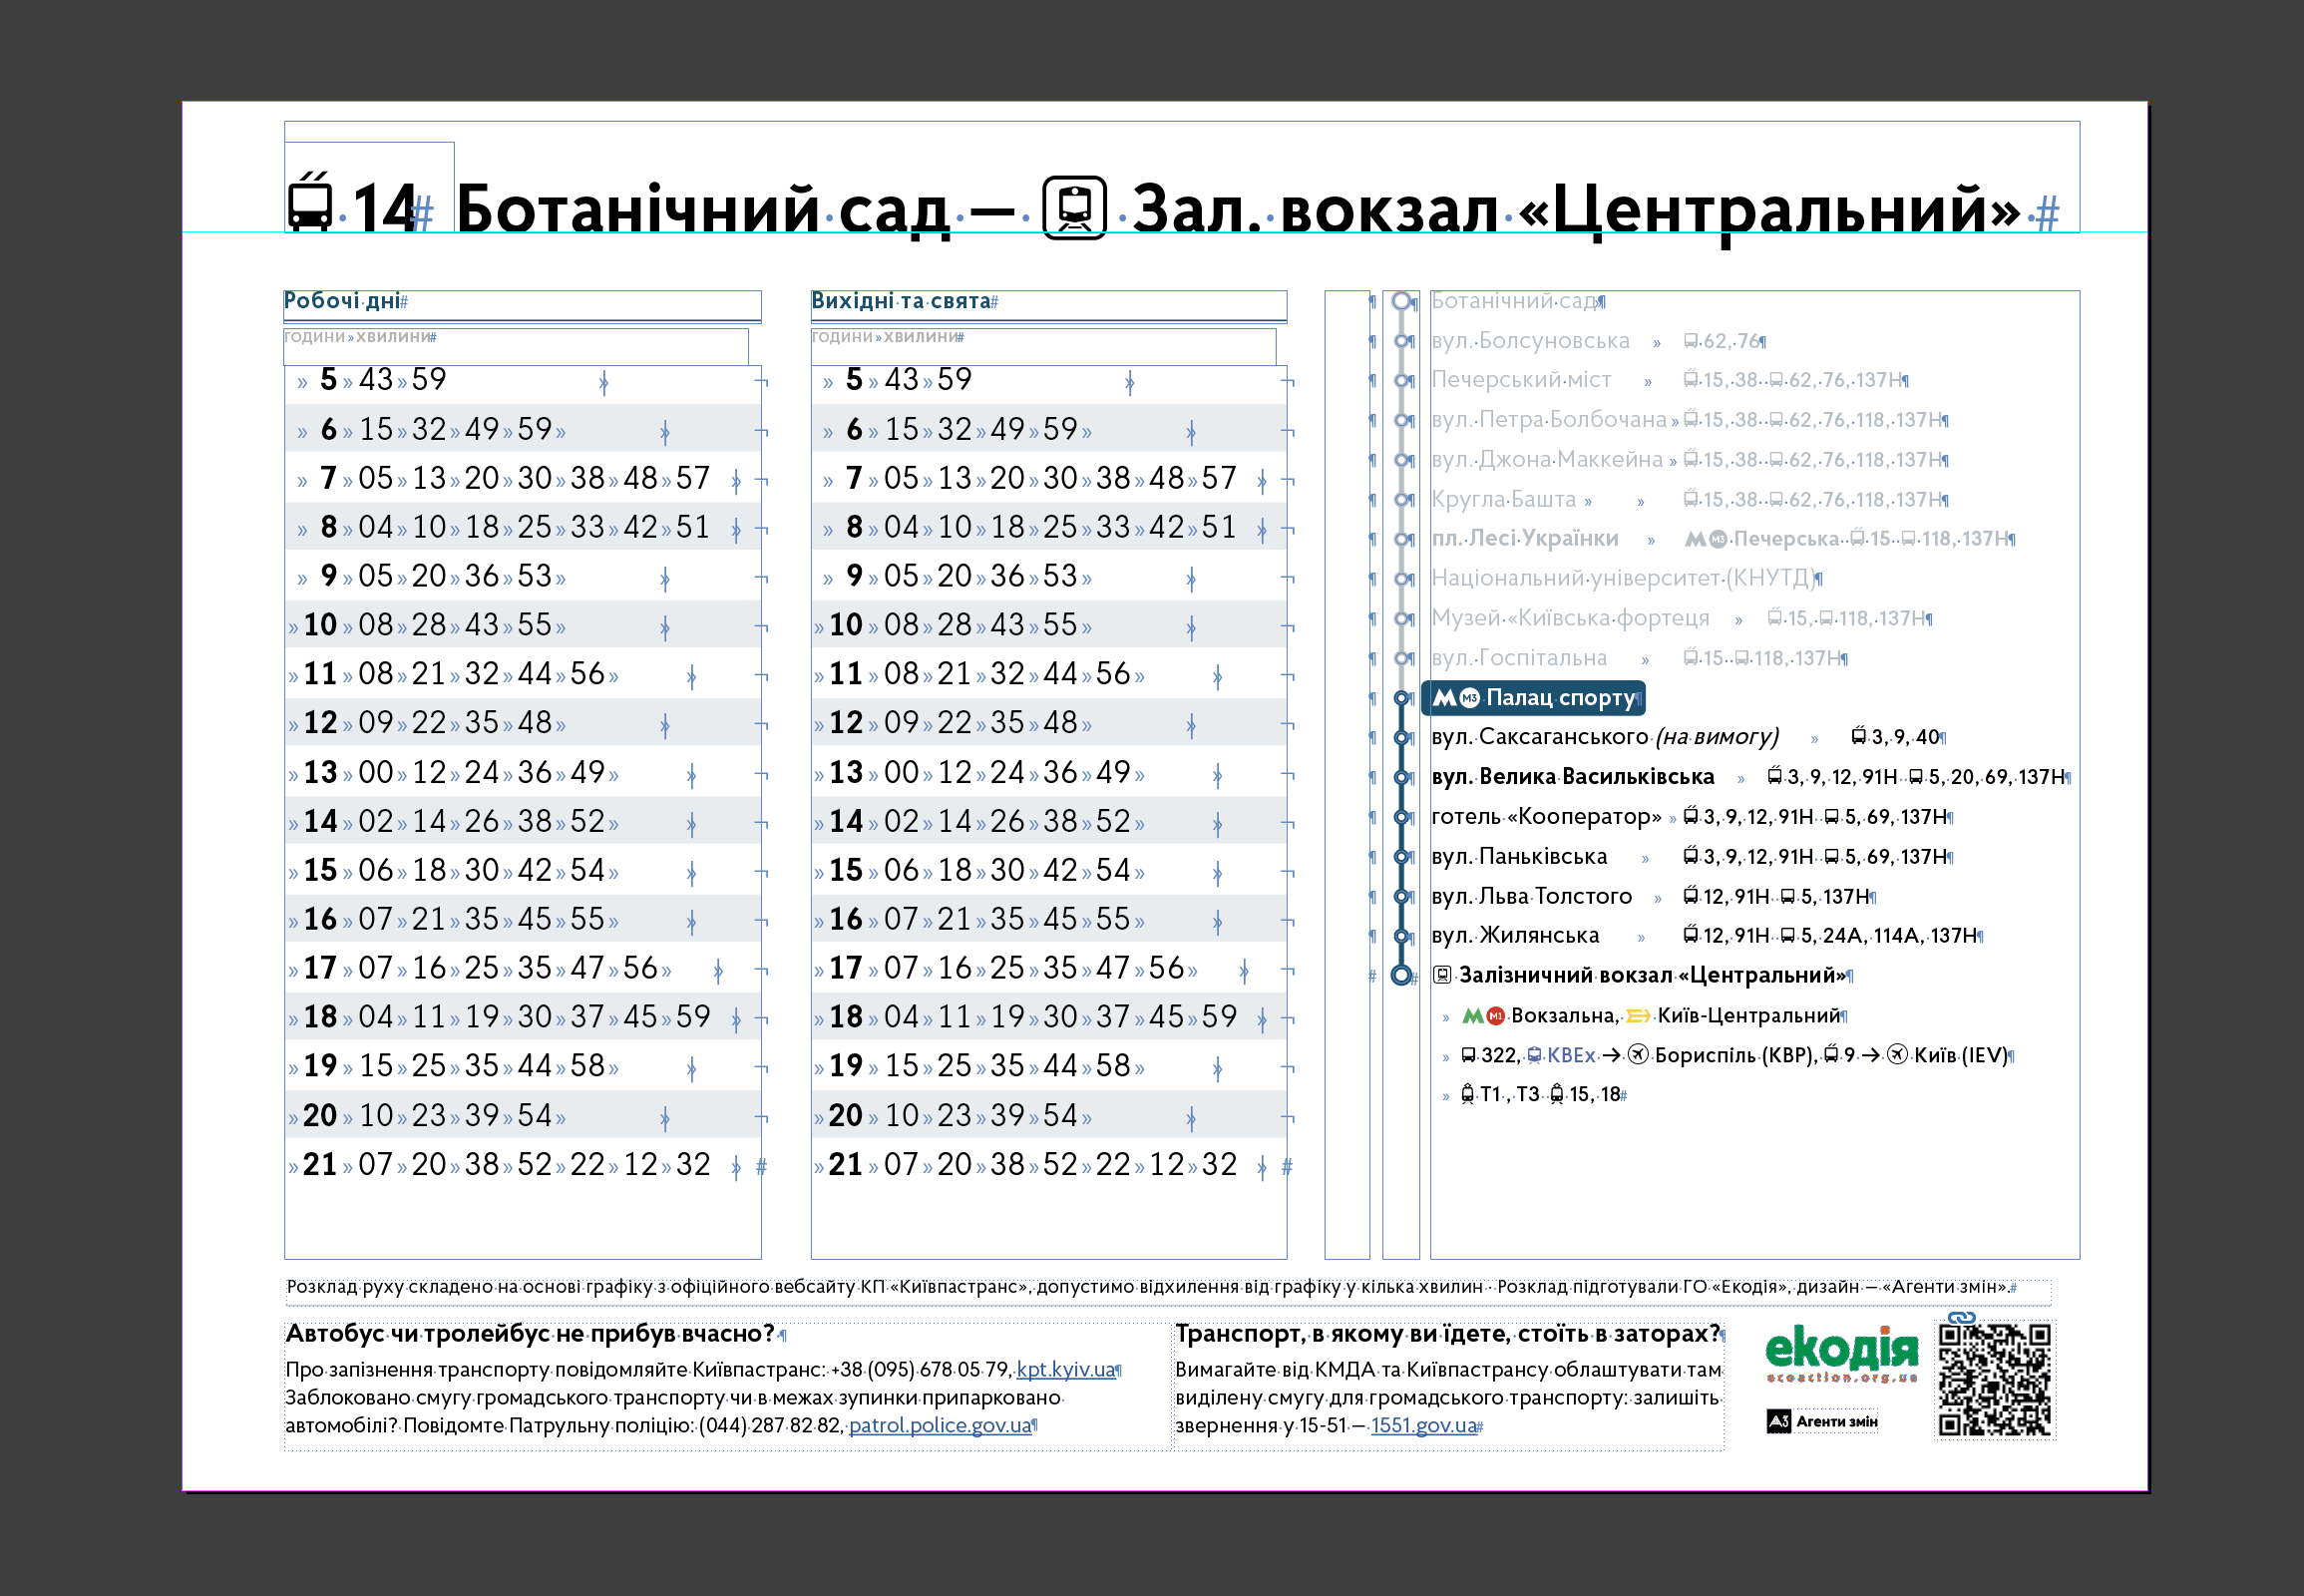 14 Ботанічний сад — Зал. вокзал «Центральний»
Робочі дні
години хвилини
5 43 59
6 15 32 49 59
7 05 13 20 30 38 48 57
8 04 10 18 25 33 42 51
9 05 20 36 53
10 08 28 43 55
11 08 21 32 44 56
12 09 22 35 48
13 00 12 24 36 49
14 02 14 26 38 52
15 06 18 30 42 54
16 07 21 35 45 55
17 07 16 25 35 47 56
18 04 11 19 30 37 45 59
19 15 25 35 44 58
20 10 23 39 54
21 07 20 38 52 22 12 32
Вихідні та свята
години хвилини
5 43 59
6 15 32 49 59
7 05 13 20 30 38 48 57
8 04 10 18 25 33 42 51
9 05 20 36 53
10 08 28 43 55
11 08 21 32 44 56
12 09 22 35 48
13 00 12 24 36 49
14 02 14 26 38 52
15 06 18 30 42 54
16 07 21 35 45 55
17 07 16 25 35 47 56
18 04 11 19 30 37 45 59
19 15 25 35 44 58
20 10 23 39 54
21 07 20 38 52 22 12 32
Ботанічний сад
вул. Болсуновська 62, 76
Печерський міст 15, 38 62, 76, 137Н
вул. Петра Болбочана 15, 38 62, 76, 118, 137Н
вул. Джона Маккейна 15, 38 62, 76, 118, 137Н
Кругла Башта 15, 38 62, 76, 118, 137Н
пл. Лесі Українки М3 Печерська 15 118, 137Н
Національний університет (КНУТД)
Музей «Київська фортеця 15, 118, 137Н
вул. Госпітальна 15 118, 137Н
М3 Палац спорту
вул. Саксаганського (на вимогу) 3, 9, 40
вул. Велика Васильківська 3, 9, 12, 91Н 5, 20, 69, 137Н
готель «Кооператор» 3, 9, 12, 91Н 5, 69, 137Н
вул. Паньківська 3, 9, 12, 91Н 5, 69, 137Н
вул. Льва Толстого 12, 91Н 5, 137Н
вул. Жилянська 12, 91Н 5, 24А, 114А, 137Н
Залізничний вокзал «Центральний»
М1 Вокзальна, Київ-Центральний
322, KBEx → Бориспіль (KBP), 9 → Київ (IEV)
Т1 , Т3 15, 18
Розклад руху складено на основі графіку з офіційного вебсайту КП «Київпастранс», допустимо відхилення від графіку у кілька хвилин · Розклад підготували ГО «Екодія», дизайн — «Агенти змін».
Автобус чи тролейбус не прибув вчасно?
Про запізнення транспорту повідомляйте Київпастранс: +38 (095) 678 05 79, kpt.kyiv.ua
Заблоковано смугу громадського транспорту чи в межах зупинки припарковано
автомобілі? Повідомте Патрульну поліцію: (044) 287 82 82, patrol.police.gov.ua
Транспорт, в якому ви їдете, стоїть в заторах?
Вимагайте від КМДА та Київпастрансу облаштувати там
виділену смугу для громадського транспорту: залишіть
звернення у 15-51 — 1551.gov.ua
екодія
ecoaction.org.ua
АЗ Агенти змін